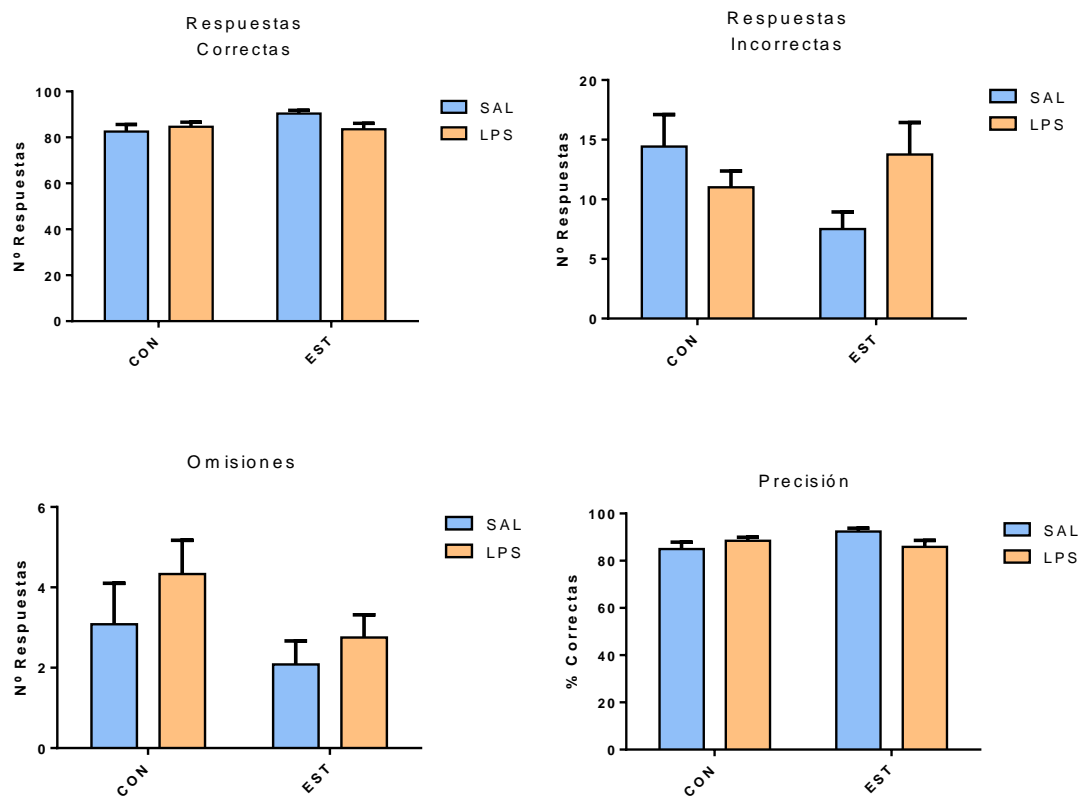 Respuestas
Correctas
Nº Respuestas
100
80
60
40
20
0
CON
EST
SAL
LPS
Respuestas
Incorrectas
Nº Respuestas
20
15
10
5
0
CON
EST
SAL
LPS
Omisiones
Nº Respuestas
6
4
2
0
CON
EST
SAL
LPS
Precisión
% Correctas
100
80
60
40
20
0
CON
EST
SAL
LPS